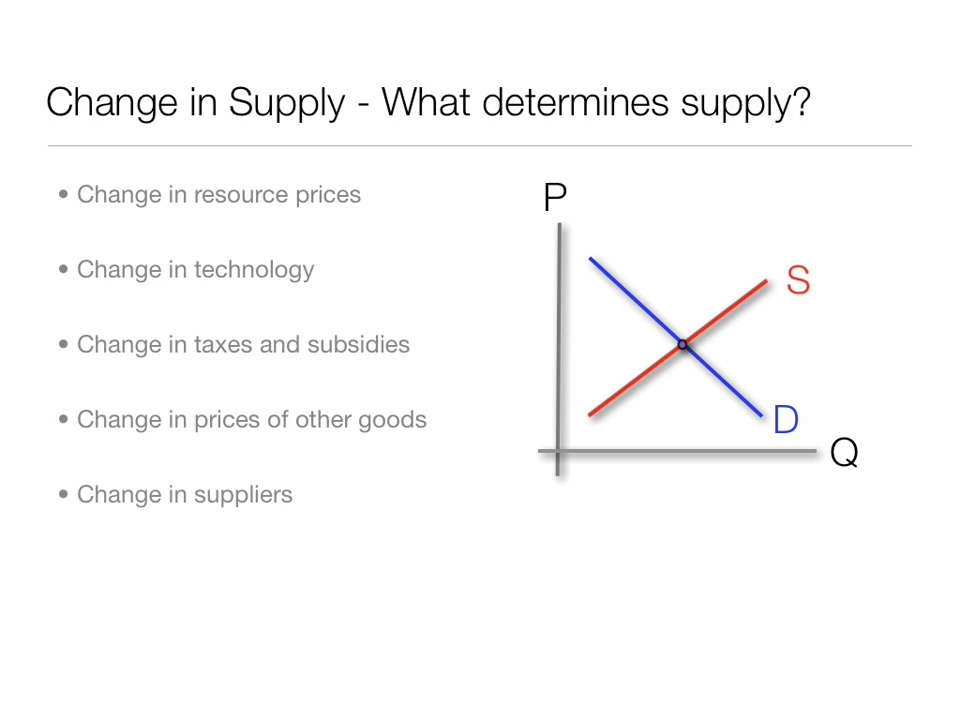 Change in Supply - What determines supply?
• Change in resource prices
• Change in technology
• Change in taxes and subsidies
• Change in prices of other goods
• Change in suppliers
P
S
D
Q